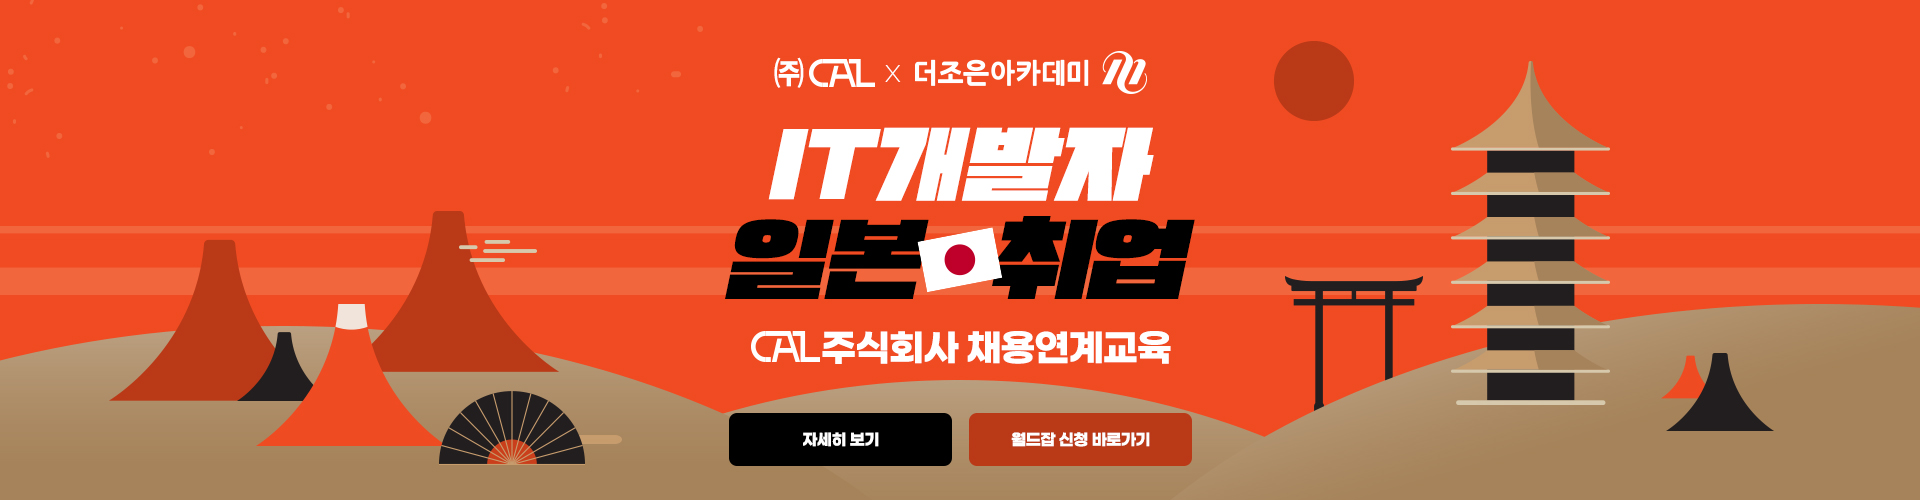 (주)CAL × 더조은아카데미
IT개발자
일본 취업
CAL주식회사 채용연계교육
자세히 보기
월드잡 신청 바로가기